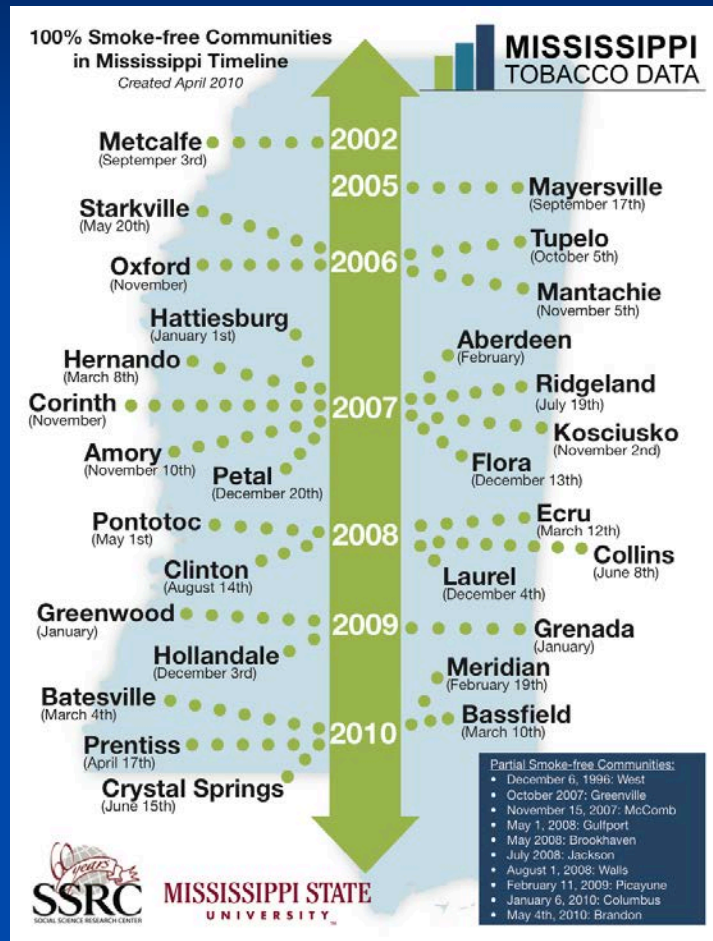 100% Smoke-free Communities
in Mississippi Timeline
Created April 2010
MISSISSIPPI
TOBACCO DATA
2002
Metcalfe
(September 3rd)
2005
Mayersville
(September 17th)
Starkville
(May 20th)
2006
Tupelo
(October 5th)
Oxford
(November)
Mantachie
(November 5th)
Hattiesburg
(January 1st)
Aberdeen
(February)
Hernando
(March 8th)
Ridgeland
(July 19th)
Corinth
(November)
2007
Kosciusko
(November 2nd)
Amory
(November 10th)
Flora
(December 13th)
Petal
(December 20th)
Pontotoc
(May 1st)
2008
Ecru
(March 12th)
Clinton
(August 14th)
Collins
(June 8th)
Laurel
(December 4th)
Greenwood
(January)
2009
Grenada
(January)
Hollandale
(December 3rd)
Meridian
(February 19th)
Batesville
(March 4th)
2010
Bassfield
(March 10th)
Prentiss
(April 17th)
Crystal Springs
(June 15th)
Partial Smoke-free Communities:
• December 6, 1996: West
• October 2007: Greenville
• November 15, 2007: McComb
• May 1, 2008: Gulfport
• May 2008: Brookhaven
• July 2008: Jackson
• August 1, 2008: Walls
• February 11, 2009: Picayune
• January 6, 2010: Columbus
• May 4th, 2010: Brandon
60 years
SSRC
SOCIAL SCIENCE RESEARCH CENTER
MISSISSIPPI STATE
UNIVERSITY™